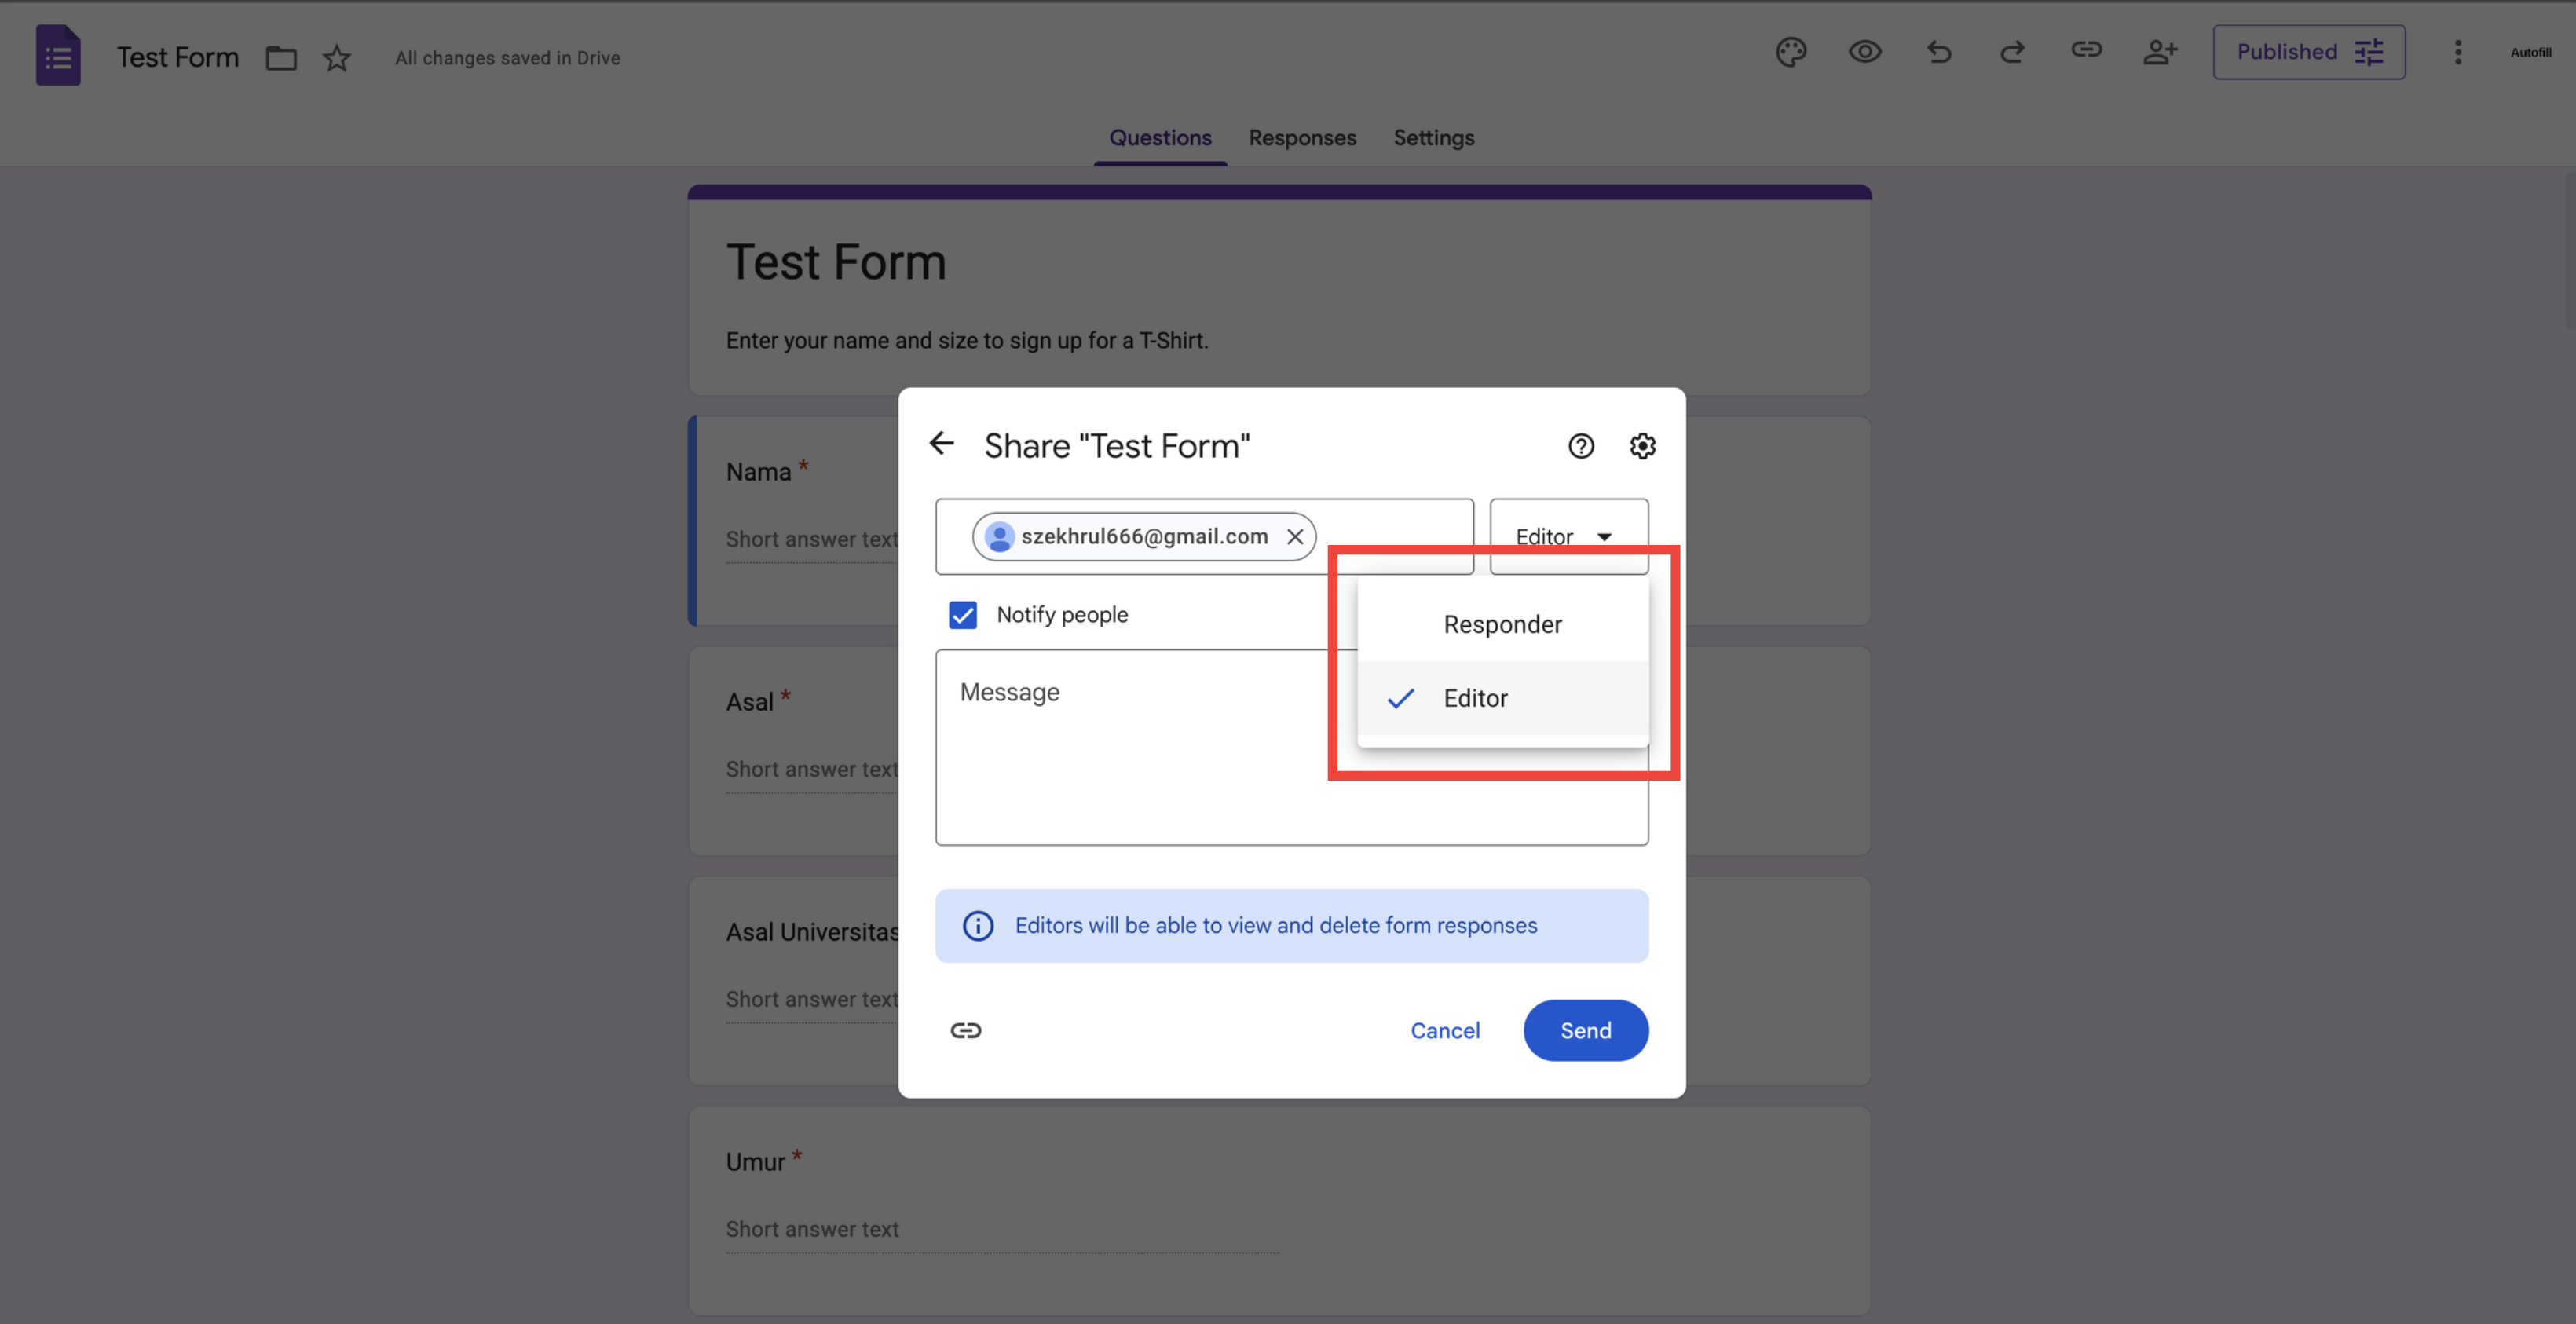 Test Form
All changes saved in Drive
Published
Autofill
Questions Responses Settings
Test Form
Enter your name and size to sign up for a T-Shirt.
Nama *
Short answer text
Share "Test Form"
szekhrul666@gmail.com
Editor
Notify people
Responder
Editor
Message
Editors will be able to view and delete form responses
Cancel
Send
Asal *
Short answer text
Asal Universitas
Short answer text
Umur *
Short answer text